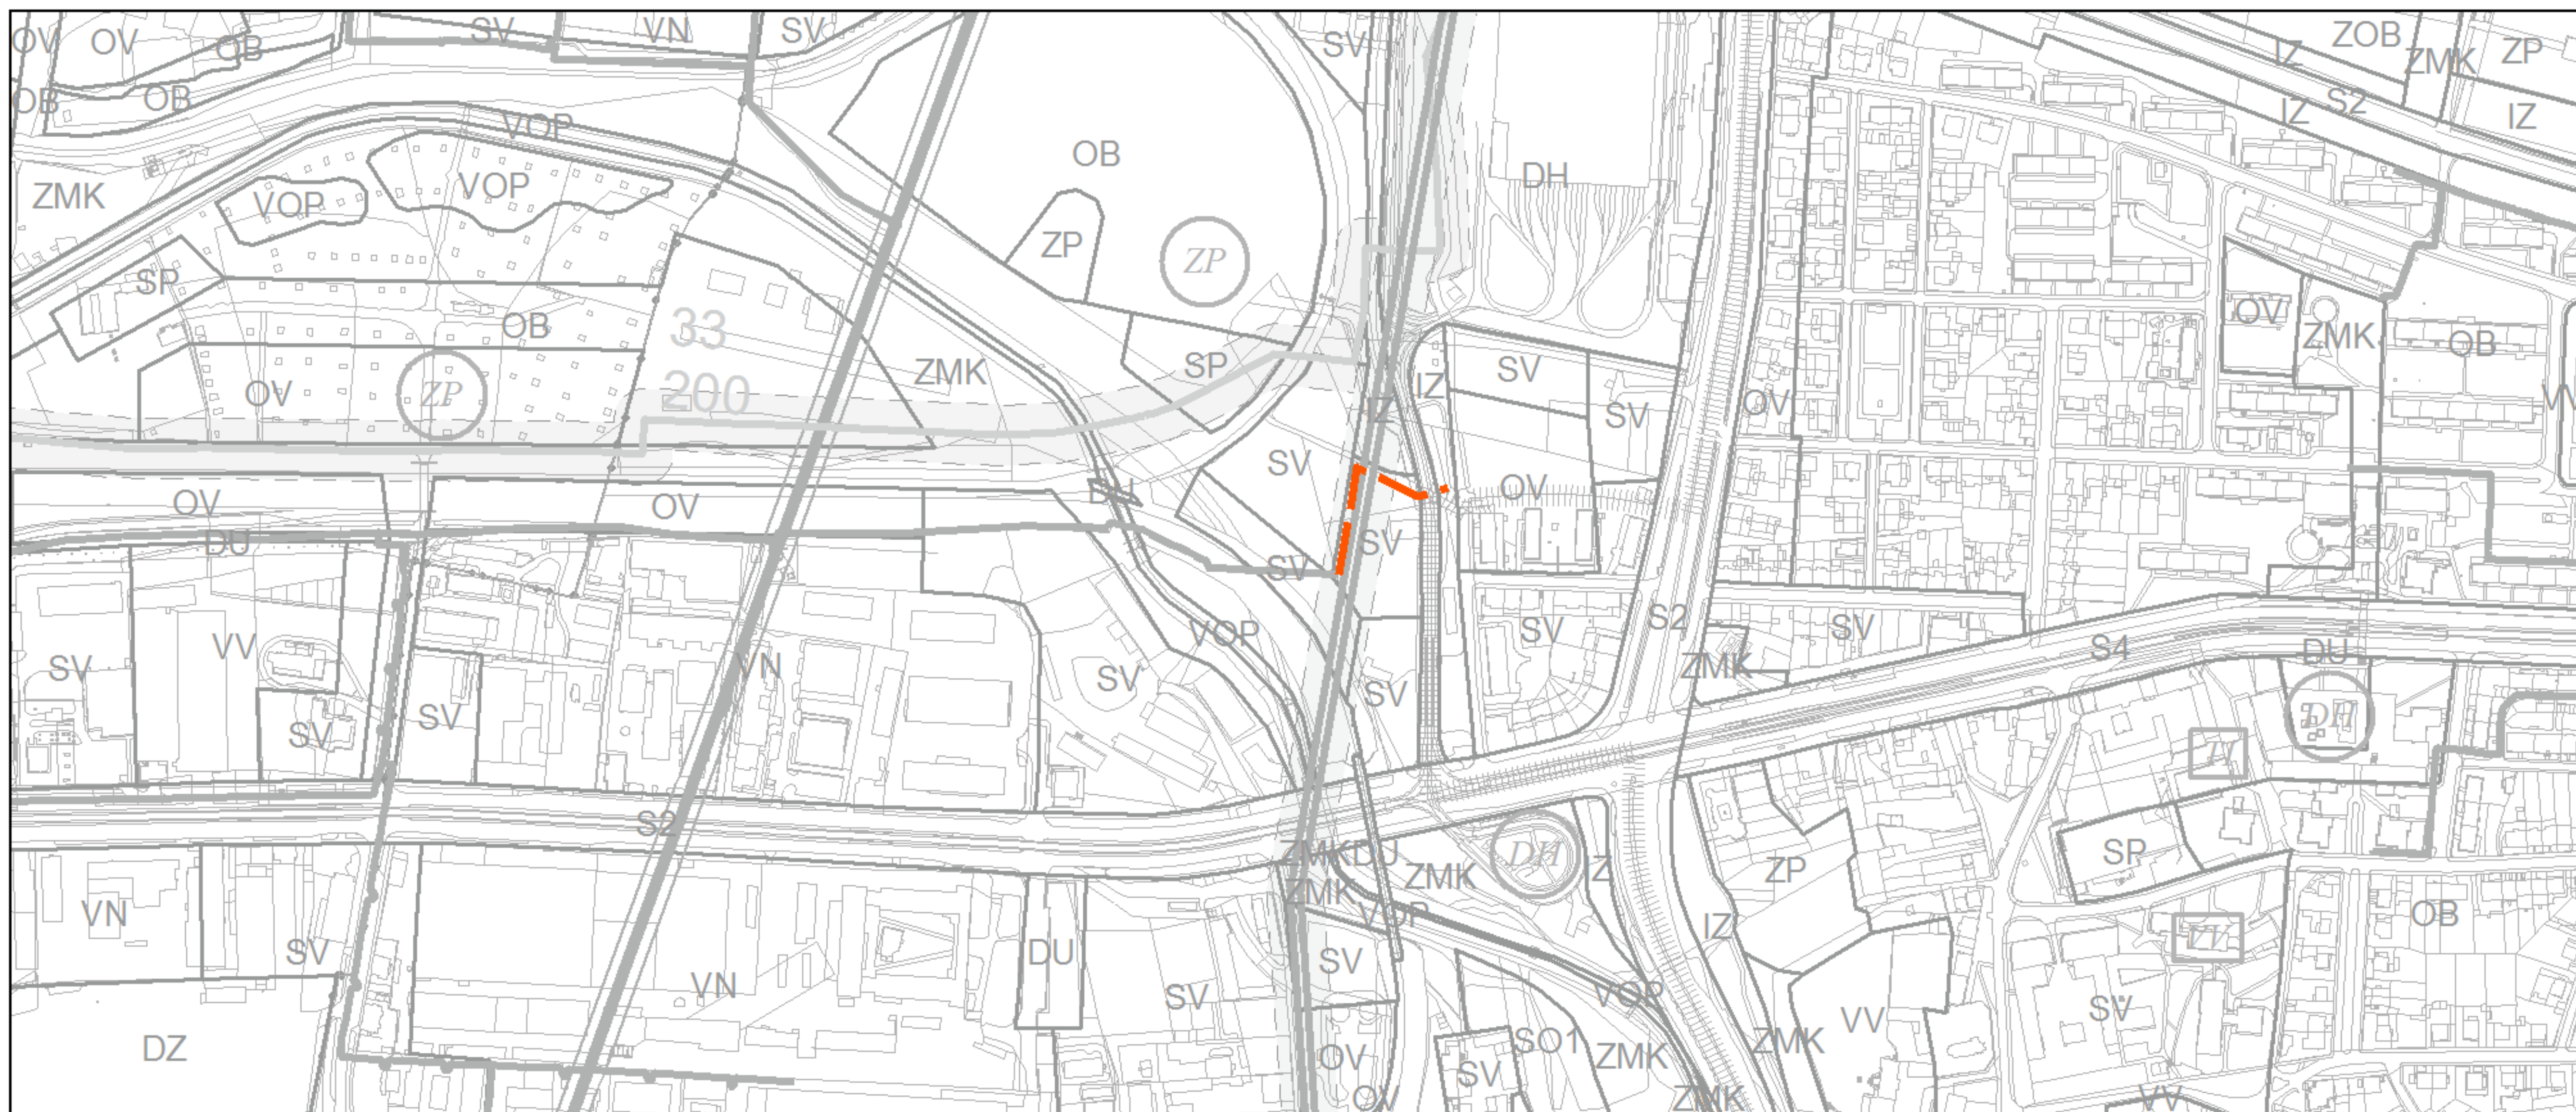 OV OV OB SV VN SV SV ZOB ZP
IZ ZMK
OB OB VOP IZ S2 IZ
OB DH
ZMK VOP VOP
ZP ZP
SP OV
OB 33 ZMK OB
ZMK SP SV
OV ZP 200 IZ SV OV
IZ
SV
OV OV DH OV
DU SV SV
SV VV VOP SV S2 SV S4
VN ZMK DU
SV SV SV SV SV
DH
TI
S2
ZMK DU ZMK DH IZ ZP SP
ZMK
VN VOP IZ OB
SV DU SV VV
VN SV VOP SV
DZ OV SV SO1 ZMK ZMK VV
OV ZMK VV